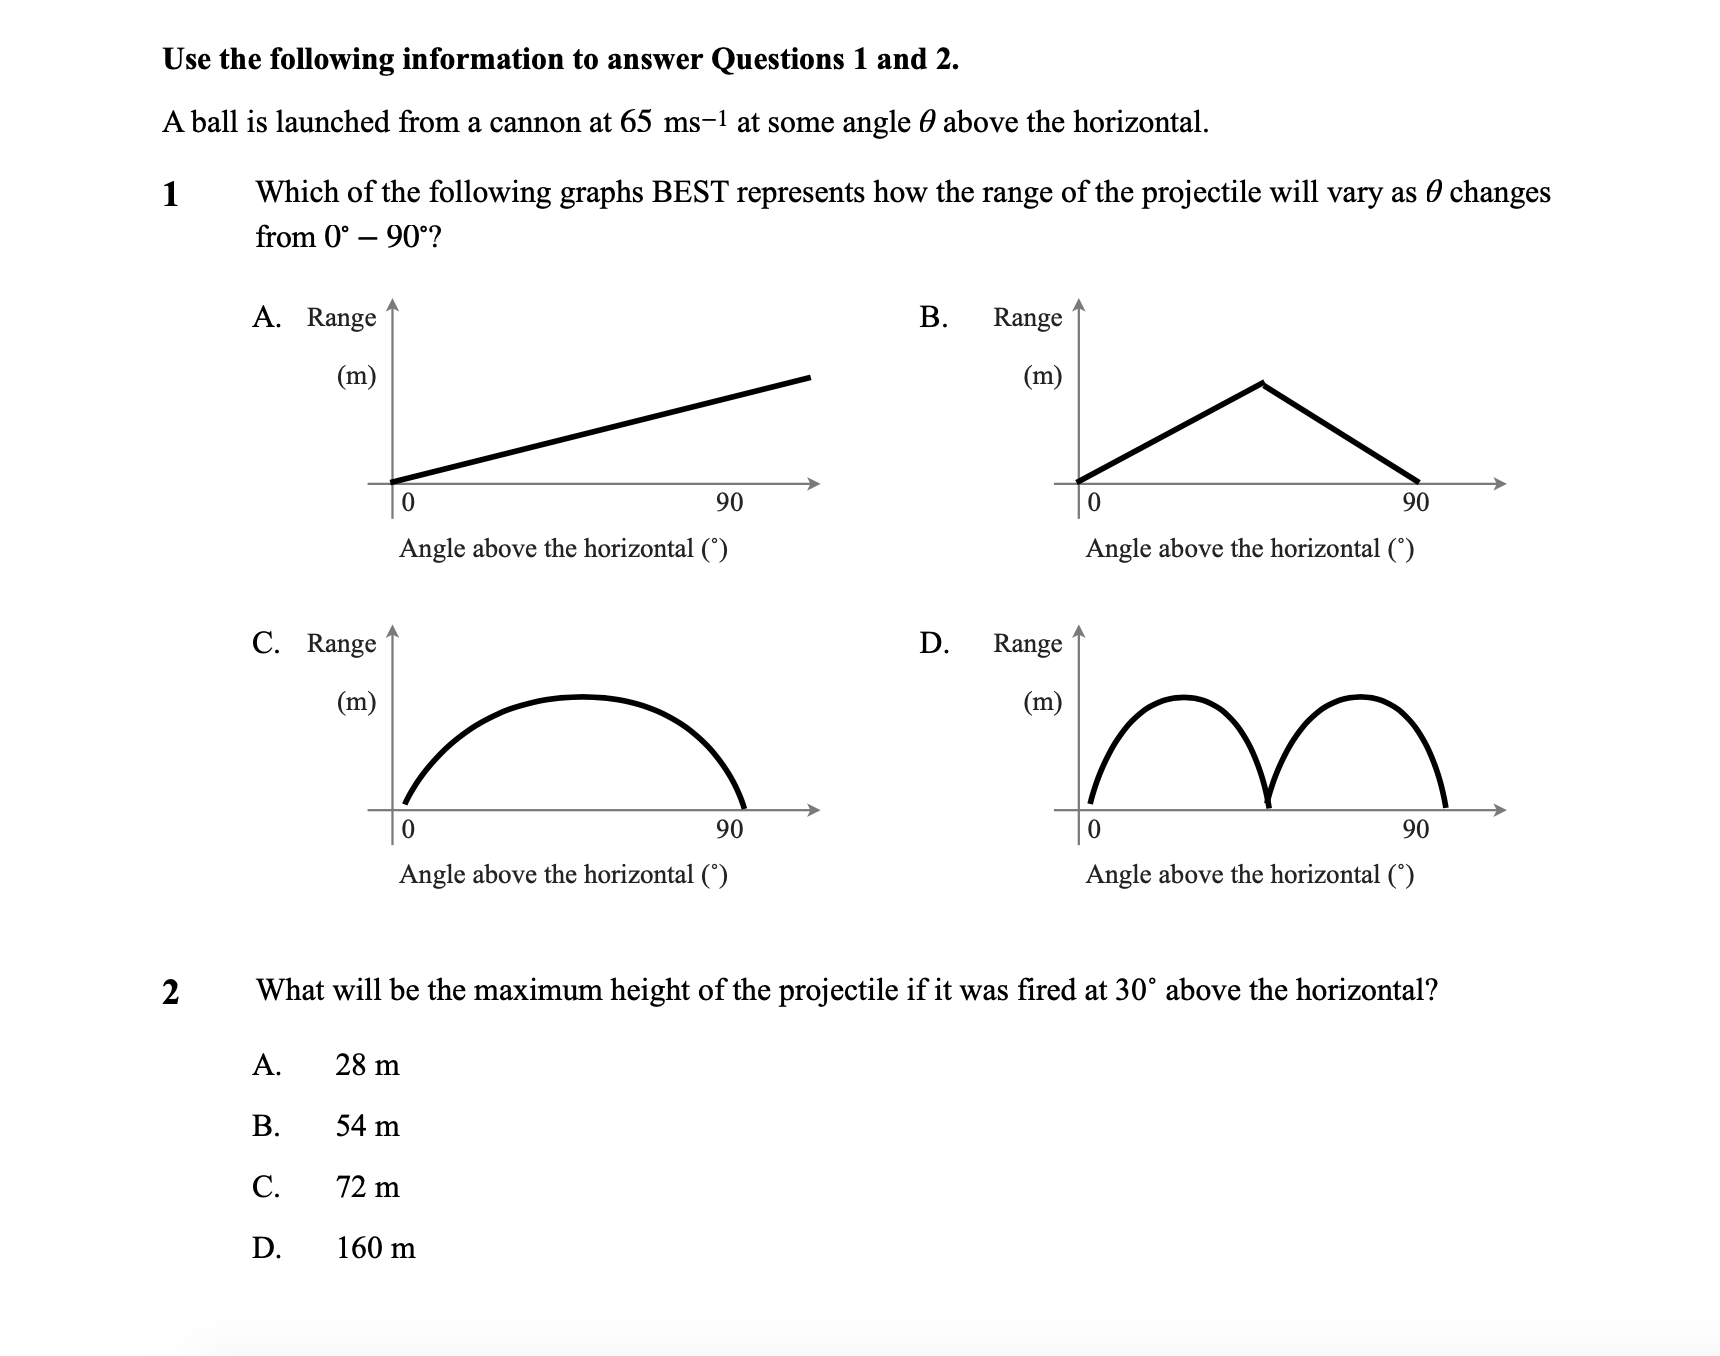 Use the following information to answer Questions 1 and 2.
A ball is launched from a cannon at 65 ms−1 at some angle θ above the horizontal.
1 Which of the following graphs BEST represents how the range of the projectile will vary as θ changes
from 0° – 90°?
A. Range
(m)
0 90
Angle above the horizontal (°)
B. Range
(m)
0 90
Angle above the horizontal (°)
C. Range
(m)
0 90
Angle above the horizontal (°)
D. Range
(m)
0 90
Angle above the horizontal (°)
2 What will be the maximum height of the projectile if it was fired at 30° above the horizontal?
A. 28 m
B. 54 m
C. 72 m
D. 160 m